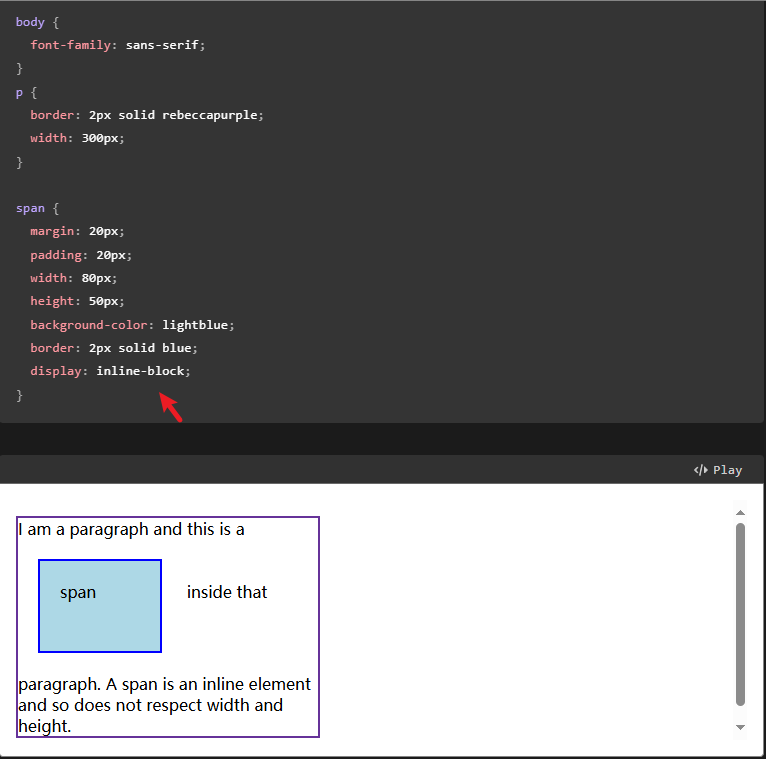 body {
font-family: sans-serif;
}
p {
border: 2px solid rebeccapurple;
width: 300px;
}
span {
margin: 20px;
padding: 20px;
width: 80px;
height: 50px;
background-color: lightblue;
border: 2px solid blue;
display: inline-block;
}
</> Play
I am a paragraph and this is a
span inside that
paragraph. A span is an inline element
and so does not respect width and
height.